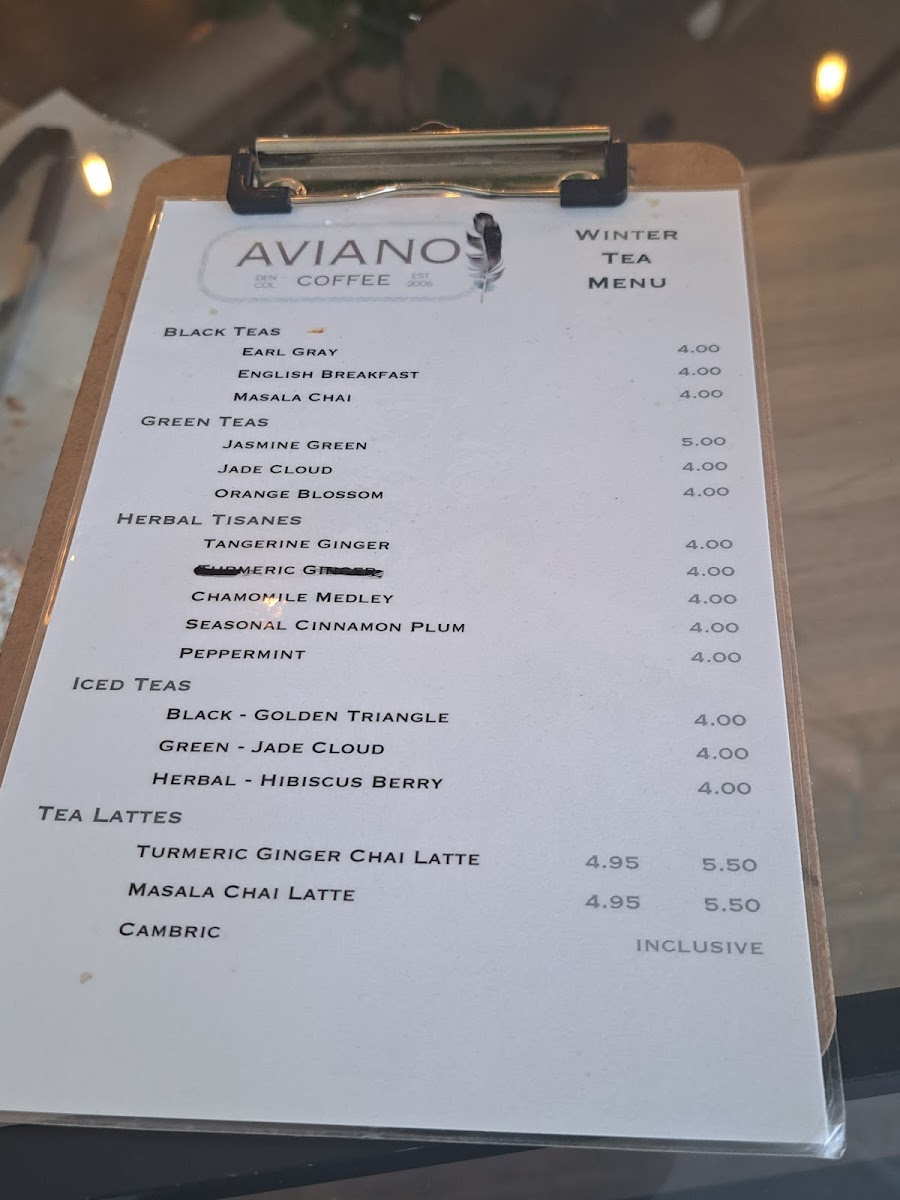 AVIANO
DEN COL COFFEE EST 2006
WINTER
TEA
MENU
BLACK TEAS
EARL GRAY 4.00
ENGLISH BREAKFAST 4.00
MASALA CHAI 4.00
GREEN TEAS
JASMINE GREEN 5.00
JADE CLOUD 4.00
ORANGE BLOSSOM 4.00
HERBAL TISANES
TANGERINE GINGER 4.00
TURMERIC GINGER 4.00
CHAMOMILE MEDLEY 4.00
SEASONAL CINNAMON PLUM 4.00
PEPPERMINT 4.00
ICED TEAS
BLACK - GOLDEN TRIANGLE 4.00
GREEN - JADE CLOUD 4.00
HERBAL - HIBISCUS BERRY 4.00
TEA LATTES
TURMERIC GINGER CHAI LATTE 4.95 5.50
MASALA CHAI LATTE 4.95 5.50
CAMBRIC INCLUSIVE